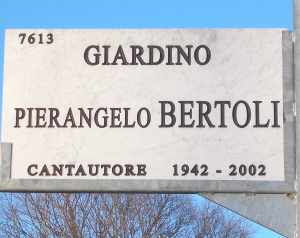 7613
GIARDINO
PIERANGELO BERTOLI
CANTAUTORE 1942 - 2002